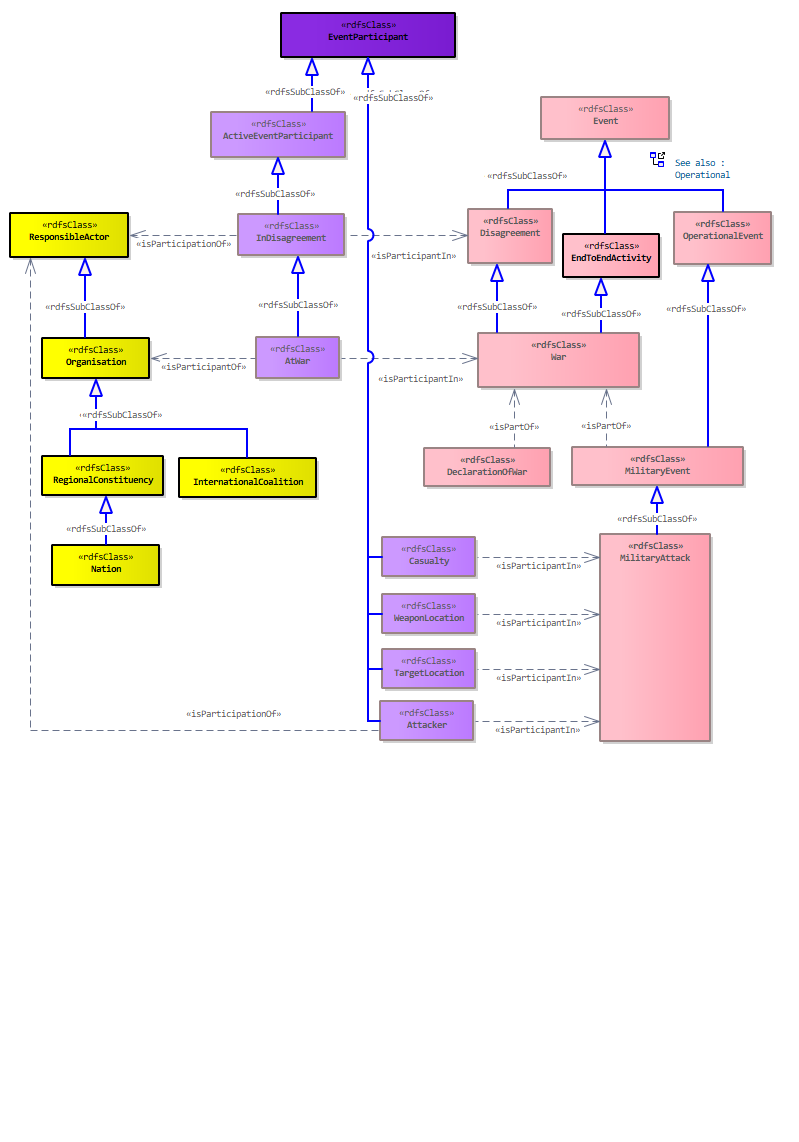 «rdfsClass»
EventParticipant
«rdfsSubClassOf»
«rdfsSubClassOf»
«rdfsClass»
Event
«rdfsClass»
ActiveEventParticipant
See also :
Operational
«rdfsSubClassOf»
«rdfsSubClassOf»
«rdfsClass»
ResponsibleActor
«isParticipationOf»
«rdfsClass»
InDisagreement
«isParticipantIn»
«rdfsClass»
Disagreement
«rdfsClass»
EndToEndActivity
«rdfsClass»
OperationalEvent
«rdfsSubClassOf»
«rdfsSubClassOf»
«rdfsSubClassOf»
«rdfsSubClassOf»
«rdfsSubClassOf»
«rdfsClass»
Organisation
«isParticipantOf»
«rdfsClass»
AtWar
«isParticipantIn»
«rdfsClass»
War
«rdfsSubClassOf»
«isPartOf»
«isPartOf»
«rdfsClass»
RegionalConstituency
«rdfsClass»
InternationalCoalition
«rdfsClass»
DeclarationOfWar
«rdfsClass»
MilitaryEvent
«rdfsSubClassOf»
«rdfsSubClassOf»
«rdfsClass»
Nation
«rdfsClass»
Casualty
«isParticipantIn»
«rdfsClass»
MilitaryAttack
«rdfsClass»
WeaponLocation
«isParticipantIn»
«rdfsClass»
TargetLocation
«isParticipantIn»
«isParticipationOf»
«rdfsClass»
Attacker
«isParticipantIn»